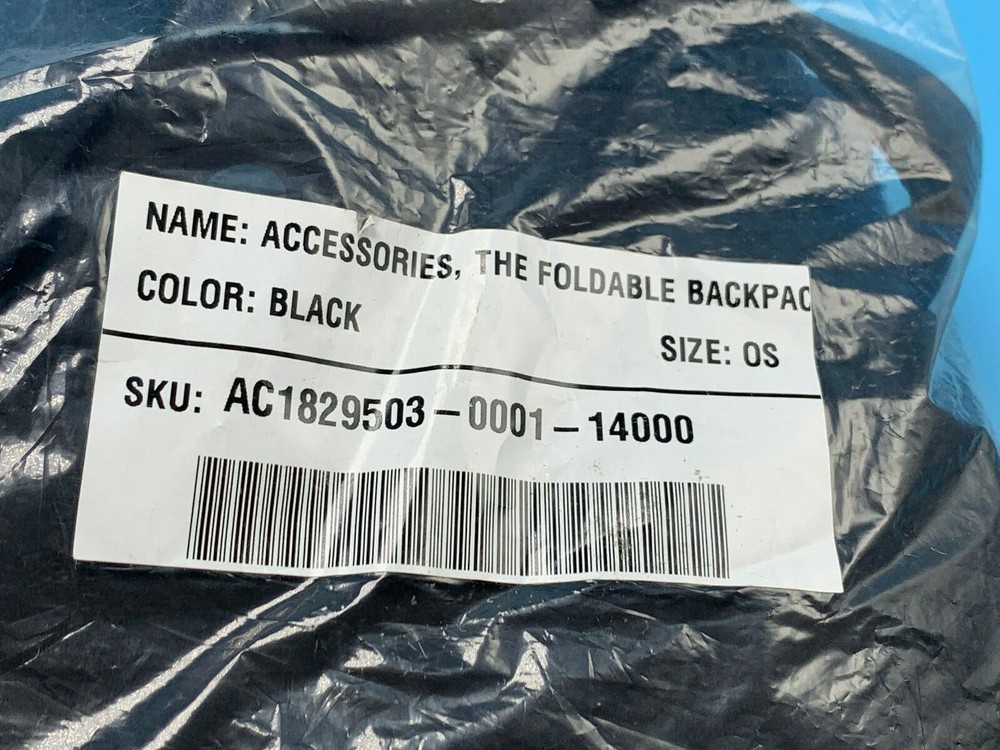 NAME: ACCESSORIES, THE FOLDABLE BACKPAC
COLOR: BLACK
SIZE: OS
SKU: AC1829503-0001-14000